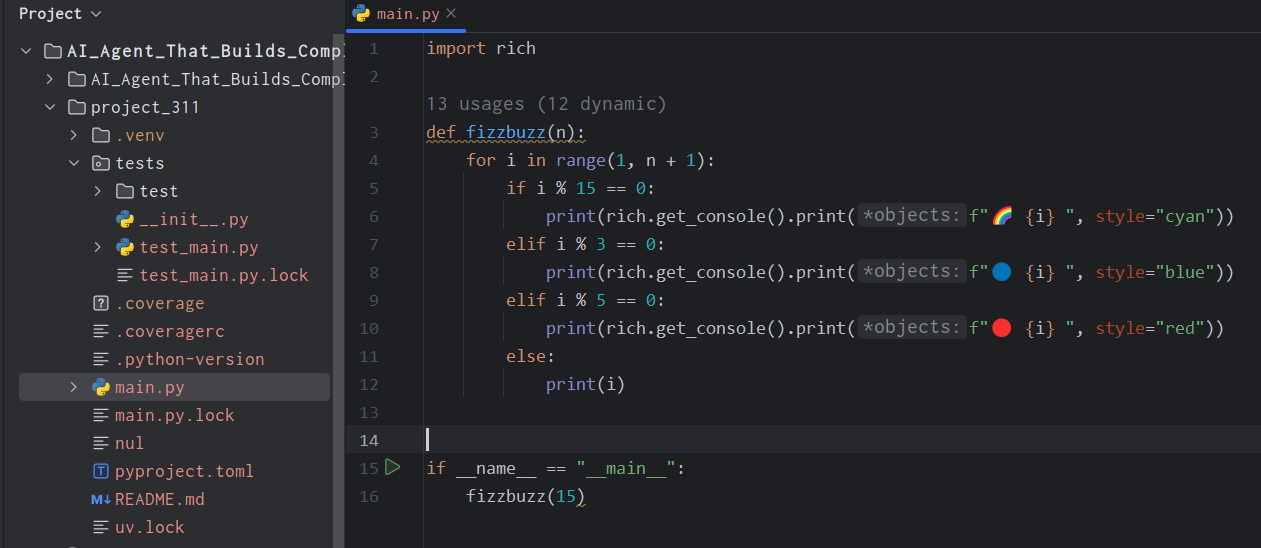 Project
AI_Agent_That_Builds_Compl
AI_Agent_That_Builds_Compl
project_311
.venv
tests
test
__init__.py
test_main.py
test_main.py.lock
.coverage
.coveragerc
.python-version
main.py
main.py.lock
nul
pyproject.toml
README.md
uv.lock
main.py
1 import rich
2
13 usages (12 dynamic)
3 def fizzbuzz(n):
4     for i in range(1, n + 1):
5         if i % 15 == 0:
6             print(rich.get_console().print( *objects: f"🌈 {i} ", style="cyan"))
7         elif i % 3 == 0:
8             print(rich.get_console().print( *objects: f"🔵 {i} ", style="blue"))
9         elif i % 5 == 0:
10             print(rich.get_console().print( *objects: f"🔴 {i} ", style="red"))
11         else:
12             print(i)
13
14
15 if __name__ == "__main__":
16     fizzbuzz(15)